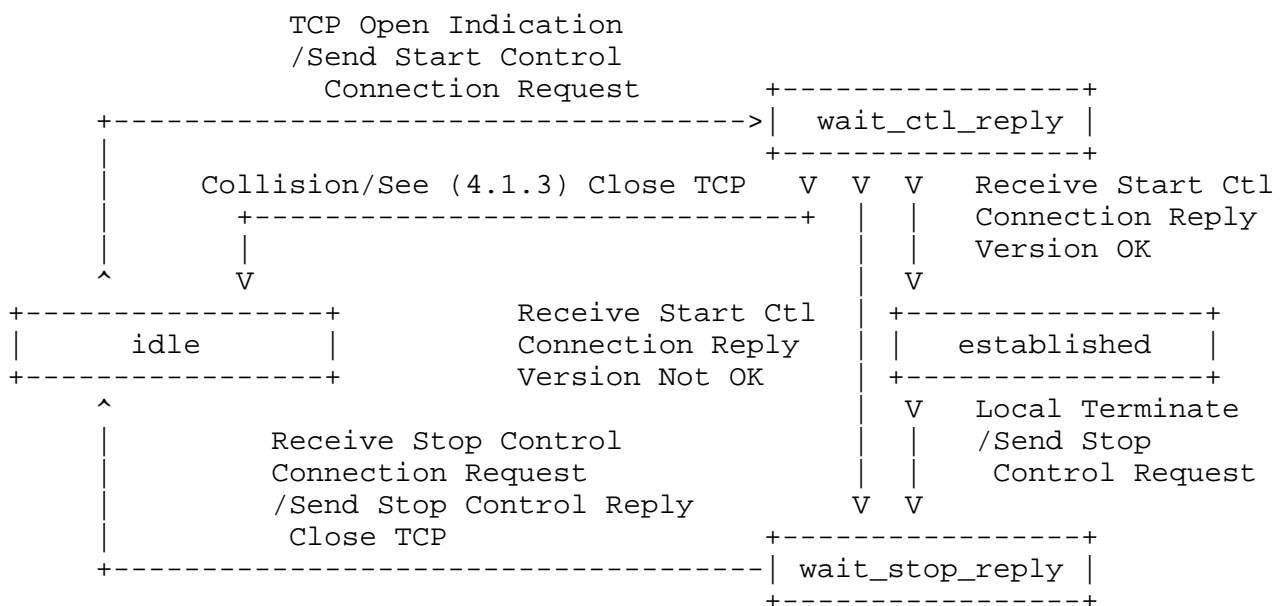 TCP Open Indication
/Send Start Control
Connection Request
wait_ctl_reply
Collision/See (4.1.3) Close TCP
Receive Start Ctl
Connection Reply
Version OK
idle
Receive Start Ctl
Connection Reply
Version Not OK
established
Local Terminate
/Send Stop
Control Request
Receive Stop Control
Connection Request
/Send Stop Control Reply
Close TCP
wait_stop_reply